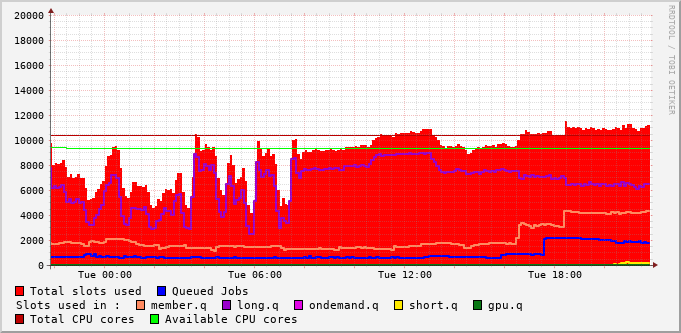 20000
18000
16000
14000
12000
10000
8000
6000
4000
2000
0
Tue 00:00 Tue 06:00 Tue 12:00 Tue 18:00
RRDTOOL / TOBI OETIKER
Total slots used Queued Jobs
Slots used in : member.q long.q ondemand.q short.q gpu.q
Total CPU cores Available CPU cores